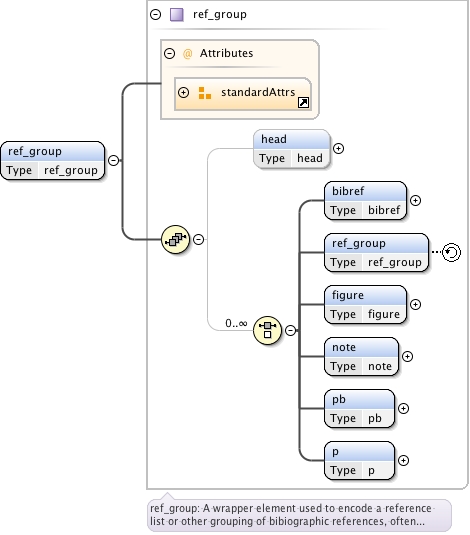 ref_group
@ Attributes
standardAttrs
ref_group
Type ref_group
head
Type head
bibref
Type bibref
ref_group
Type ref_group
figure
Type figure
0..∞
note
Type note
pb
Type pb
p
Type p
ref_group: A wrapper element used to encode a reference
list or other grouping of bibiographic references, often...